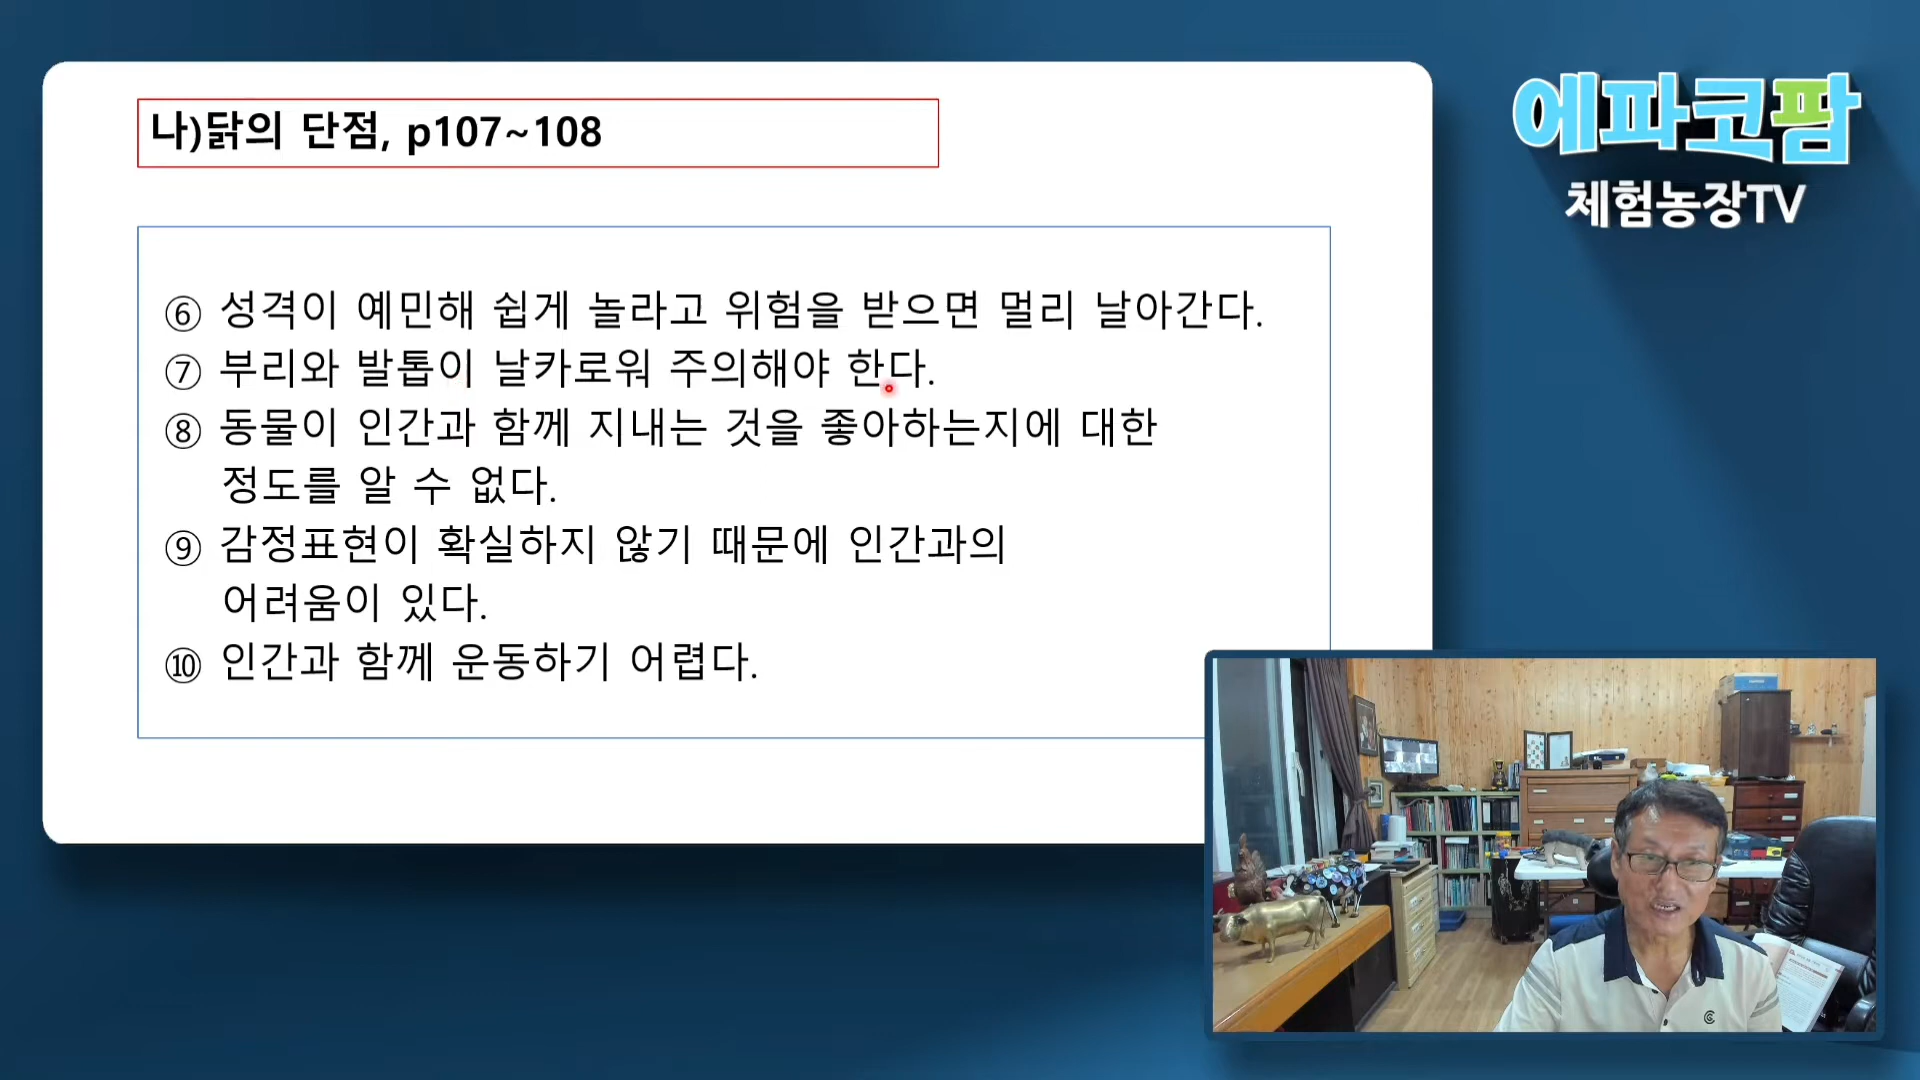 나)닭의 단점, p107~108
⑥ 성격이 예민해 쉽게 놀라고 위험을 받으면 멀리 날아간다.
⑦ 부리와 발톱이 날카로워 주의해야 한다.
⑧ 동물이 인간과 함께 지내는 것을 좋아하는지에 대한
정도를 알 수 없다.
⑨ 감정표현이 확실하지 않기 때문에 인간과의
어려움이 있다.
⑩ 인간과 함께 운동하기 어렵다.
에파코팜
체험농장TV